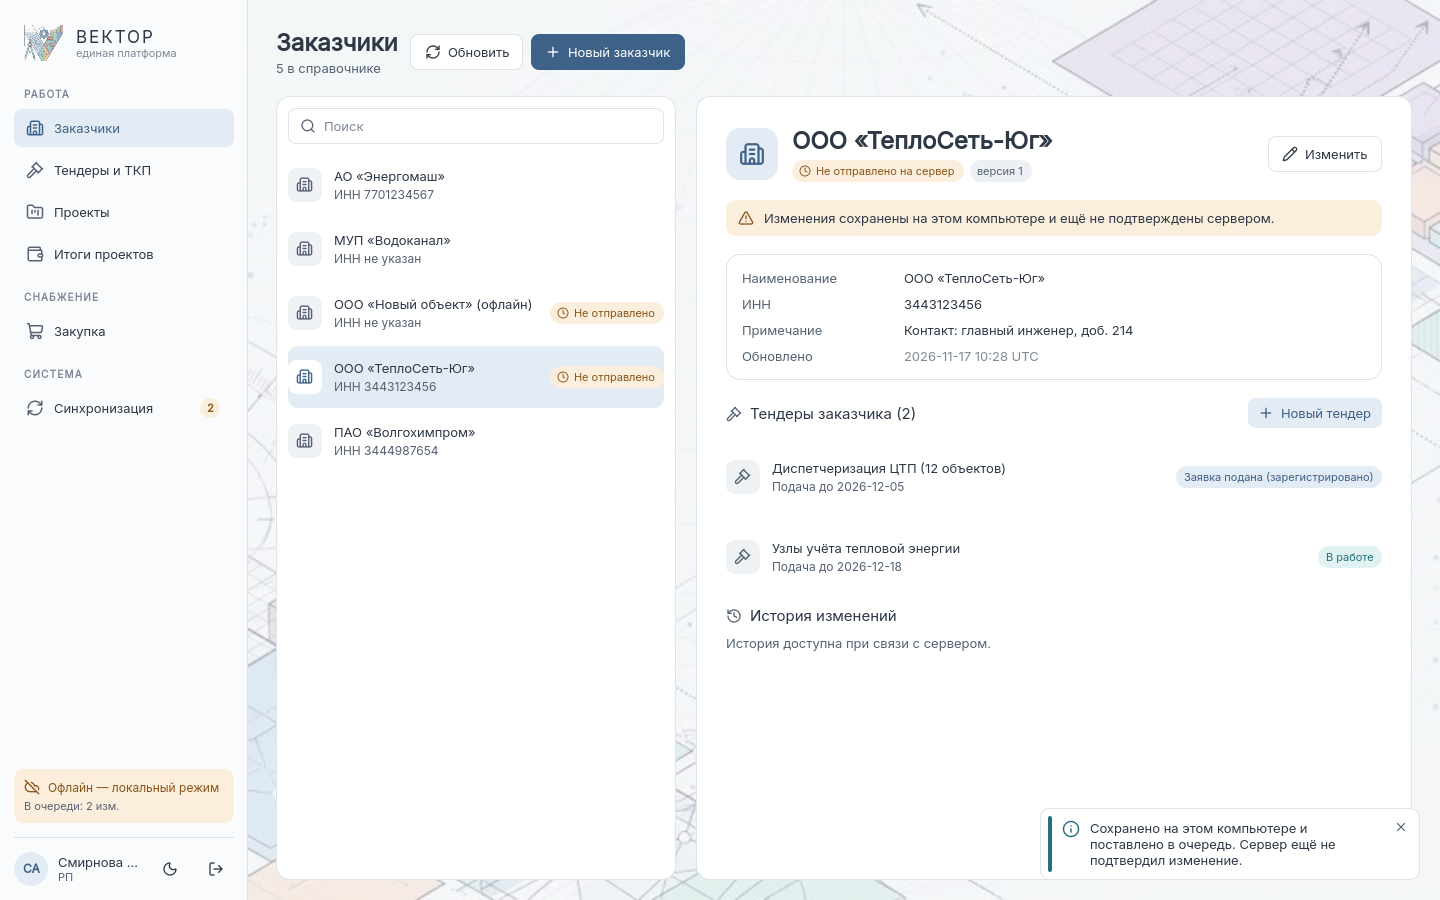 ВЕКТОР
единая платформа
РАБОТА
Заказчики
Тендеры и ТКП
Проекты
Итоги проектов
СНАБЖЕНИЕ
Закупка
СИСТЕМА
Синхронизация 2
Офлайн — локальный режим
В очереди: 2 изм.
СА
Смирнова ...
РП
Заказчики
5 в справочнике
Обновить
Новый заказчик
Поиск
АО «Энергомаш»
ИНН 7701234567
МУП «Водоканал»
ИНН не указан
ООО «Новый объект» (офлайн)
ИНН не указан
Не отправлено
ООО «ТеплоСеть-Юг»
ИНН 3443123456
Не отправлено
ПАО «Волгохимпром»
ИНН 3444987654
ООО «ТеплоСеть-Юг»
Не отправлено на сервер
версия 1
Изменить
Изменения сохранены на этом компьютере и ещё не подтверждены сервером.
Наименование ООО «ТеплоСеть-Юг»
ИНН 3443123456
Примечание Контакт: главный инженер, доб. 214
Обновлено 2026-11-17 10:28 UTC
Тендеры заказчика (2)
Новый тендер
Диспетчеризация ЦТП (12 объектов)
Подача до 2026-12-05
Заявка подана (зарегистрировано)
Узлы учёта тепловой энергии
Подача до 2026-12-18
В работе
История изменений
История доступна при связи с сервером.
Сохранено на этом компьютере и
поставлено в очередь. Сервер ещё не
подтвердил изменение.